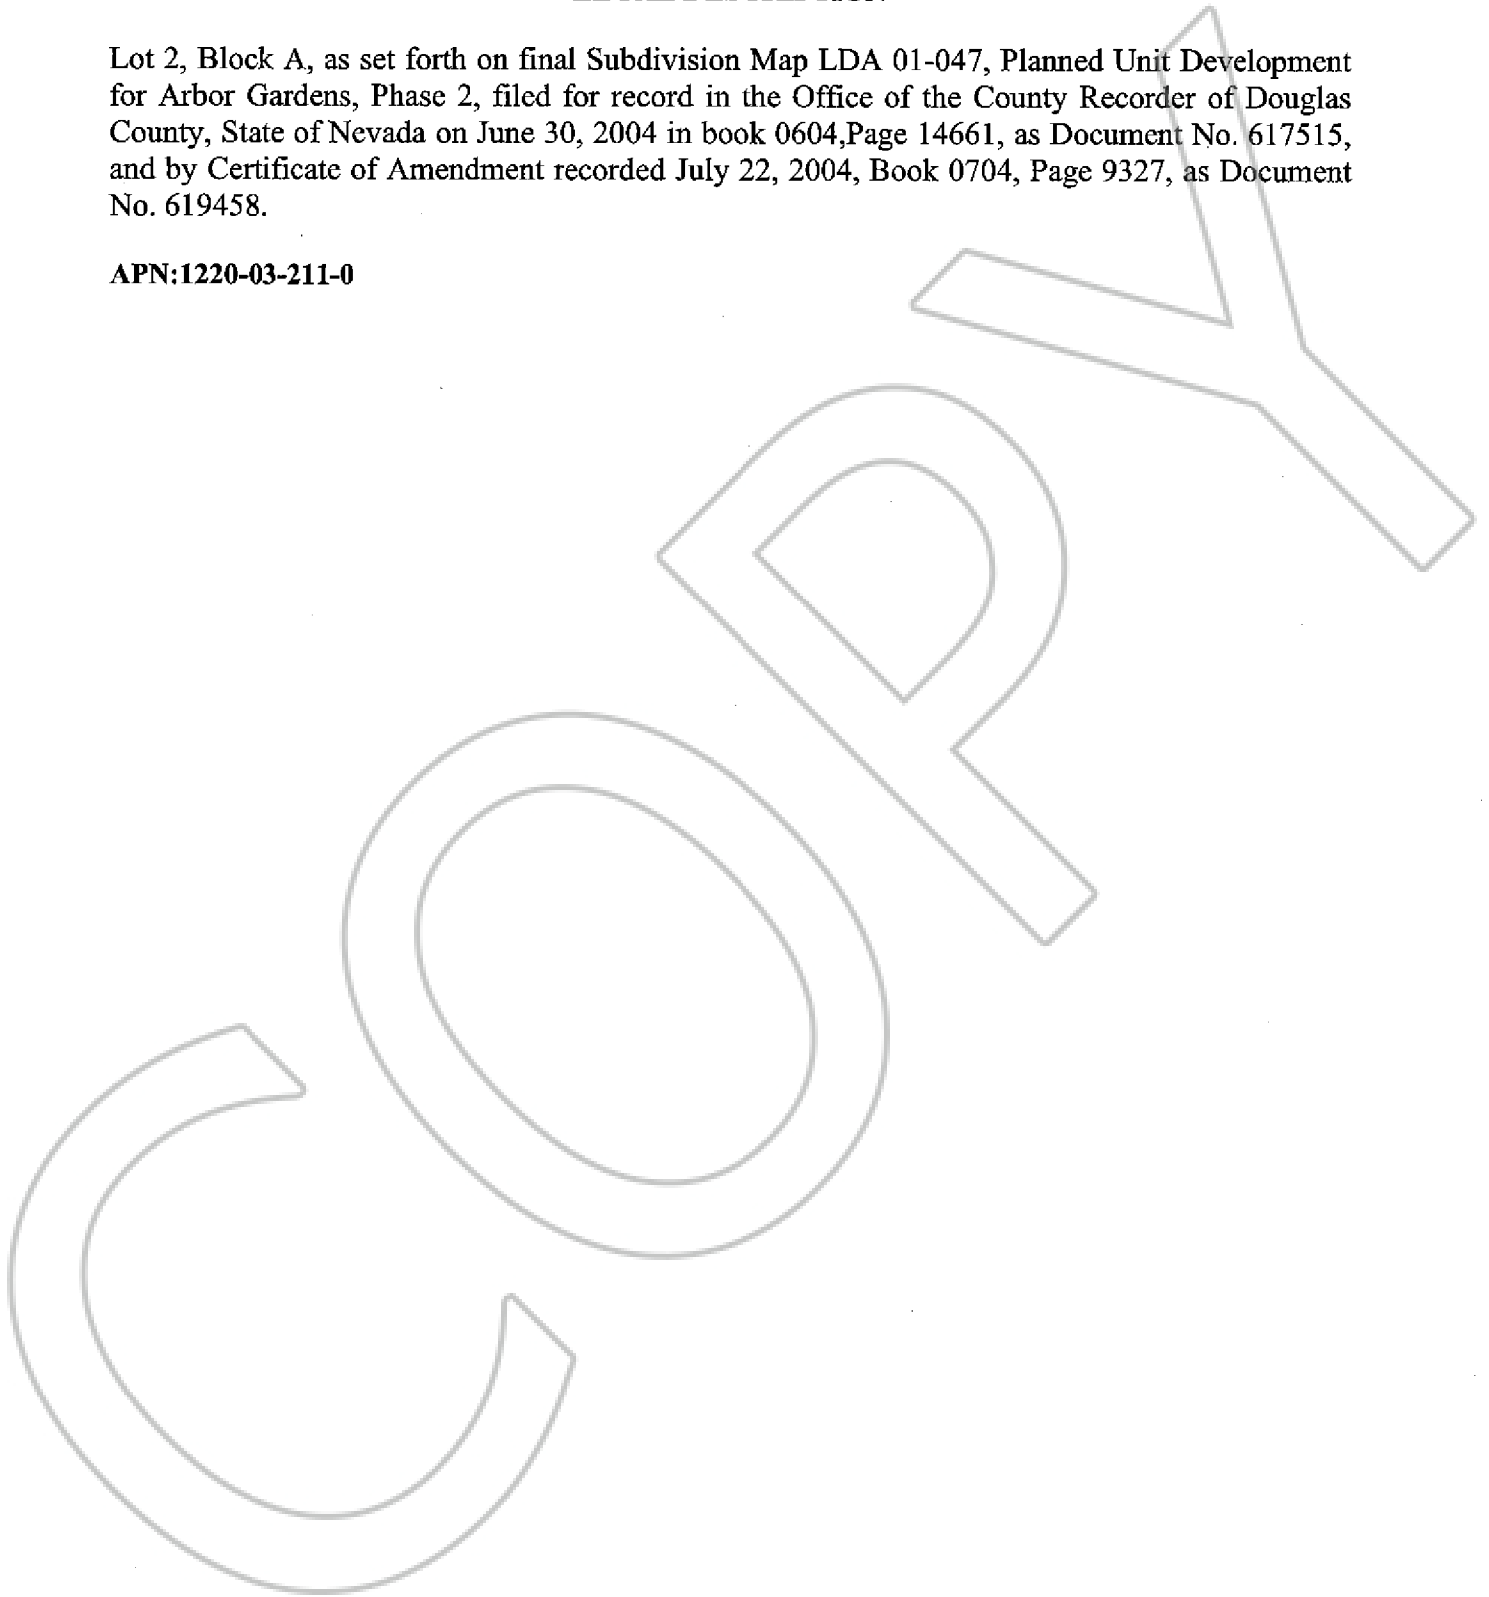 Lot 2, Block A, as set forth on final Subdivision Map LDA 01-047, Planned Unit Development
for Arbor Gardens, Phase 2, filed for record in the Office of the County Recorder of Douglas
County, State of Nevada on June 30, 2004 in book 0604,Page 14661, as Document No. 617515,
and by Certificate of Amendment recorded July 22, 2004, Book 0704, Page 9327, as Document
No. 619458.
APN:1220-03-211-0
COPY